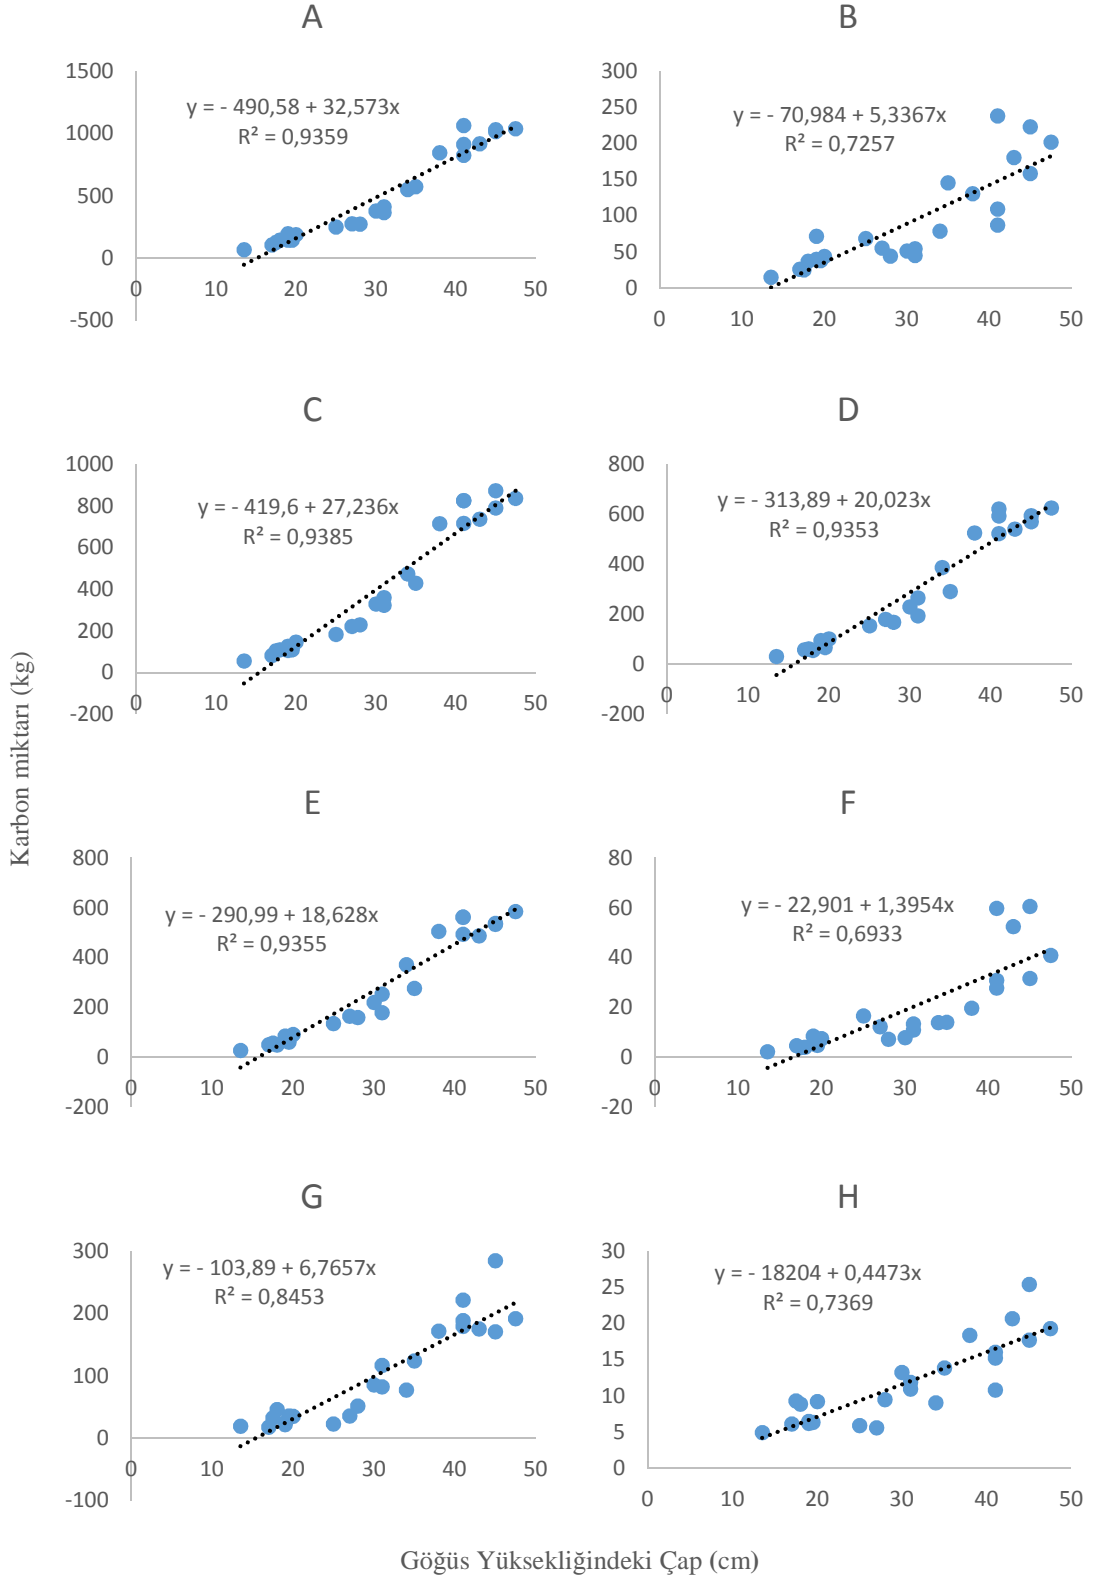 A
1500
1000
500
0
-500
0 10 20 30 40 50
y = - 490,58 + 32,573x
R² = 0,9359
B
300
250
200
150
100
50
0
0 10 20 30 40 50
y = - 70,984 + 5,3367x
R² = 0,7257
C
1000
800
600
400
200
0
-200
0 10 20 30 40 50
y = - 419,6 + 27,236x
R² = 0,9385
D
800
600
400
200
0
-200
0 10 20 30 40 50
y = - 313,89 + 20,023x
R² = 0,9353
E
800
600
400
200
0
-200
0 10 20 30 40 50
y = - 290,99 + 18,628x
R² = 0,9355
F
80
60
40
20
0
-20
0 10 20 30 40 50
y = - 22,901 + 1,3954x
R² = 0,6933
G
300
200
100
0
-100
0 10 20 30 40 50
y = - 103,89 + 6,7657x
R² = 0,8453
H
30
25
20
15
10
5
0
0 10 20 30 40 50
y = - 18204 + 0,4473x
R² = 0,7369
Karbon miktarı (kg)
Göğüs Yüksekliğindeki Çap (cm)